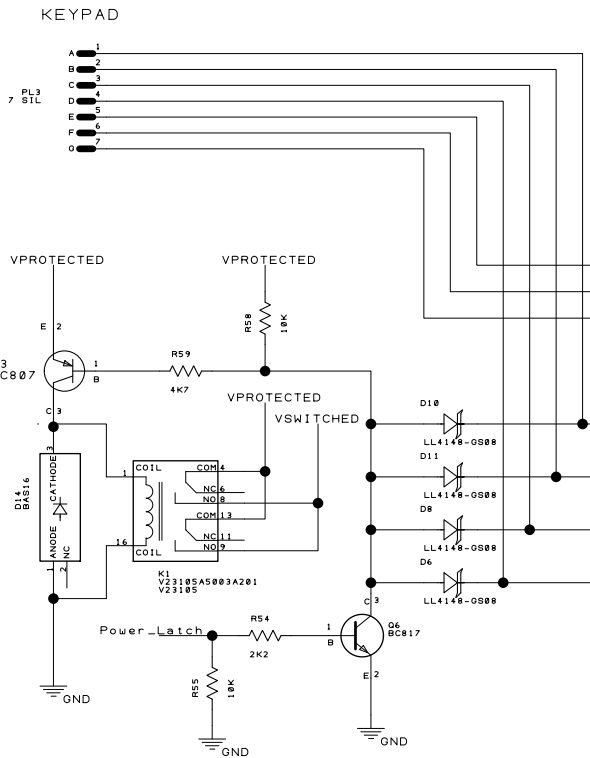 KEYPAD
PL3
7 SIL
A 1
B 2
C 3
D 4
E 5
F 6
G 7
VPROTECTED
VPROTECTED
E 2
R58
10K
3
C807
1
B
R59
4K7
C 3
VPROTECTED
VSWITCHED
D10
LL4148-GS08
D11
LL4148-GS08
D8
LL4148-GS08
D6
LL4148-GS08
D14
BAS16
3
CATHODE
ANODE
NC
1
2
1
COIL
COM 4
NC 6
NO 8
COM 13
NC 11
NO 9
16
COIL
K1
V23105A5003A201
V23105
Power_Latch
R54
2K2
R55
10K
1
B
C 3
Q6
BC817
E 2
GND
GND
GND